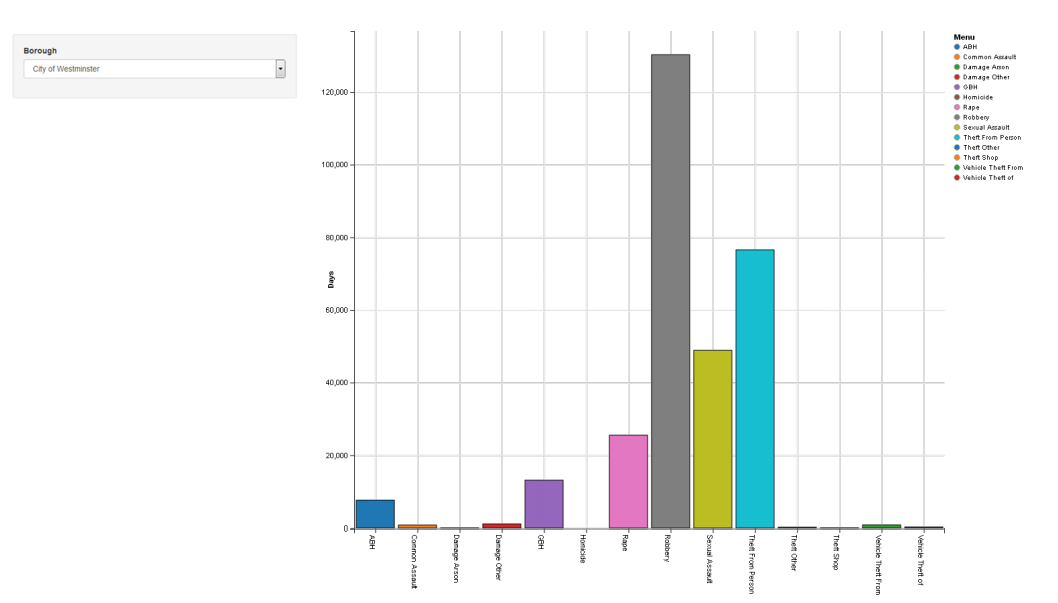 Borough
City of Westminster
120,000
100,000
80,000
60,000
40,000
20,000
0
Days
ABH
Common Assault
Damage Arson
Damage Other
GBH
Homicide
Rape
Robbery
Sexual Assault
Theft From Person
Theft Other
Theft Shop
Vehicle Theft From
Vehicle Theft of
Menu
ABH
Common Assault
Damage Arson
Damage Other
GBH
Homicide
Rape
Robbery
Sexual Assault
Theft From Person
Theft Other
Theft Shop
Vehicle Theft From
Vehicle Theft of